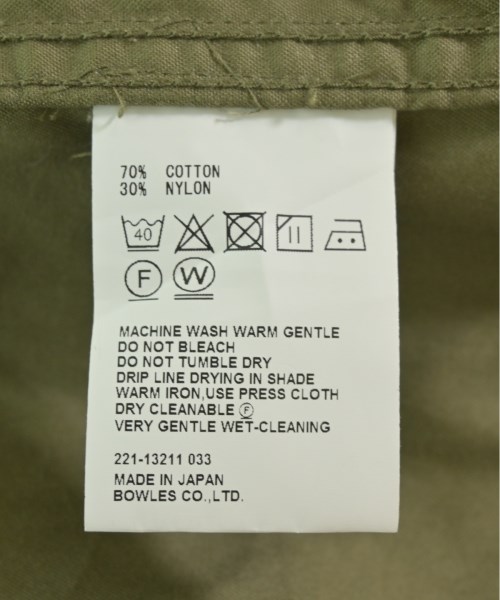 70% COTTON
30% NYLON
40
F W
MACHINE WASH WARM GENTLE
DO NOT BLEACH
DO NOT TUMBLE DRY
DRIP LINE DRYING IN SHADE
WARM IRON,USE PRESS CLOTH
DRY CLEANABLE Ⓕ
VERY GENTLE WET-CLEANING
221-13211 033
MADE IN JAPAN
BOWLES CO.,LTD.